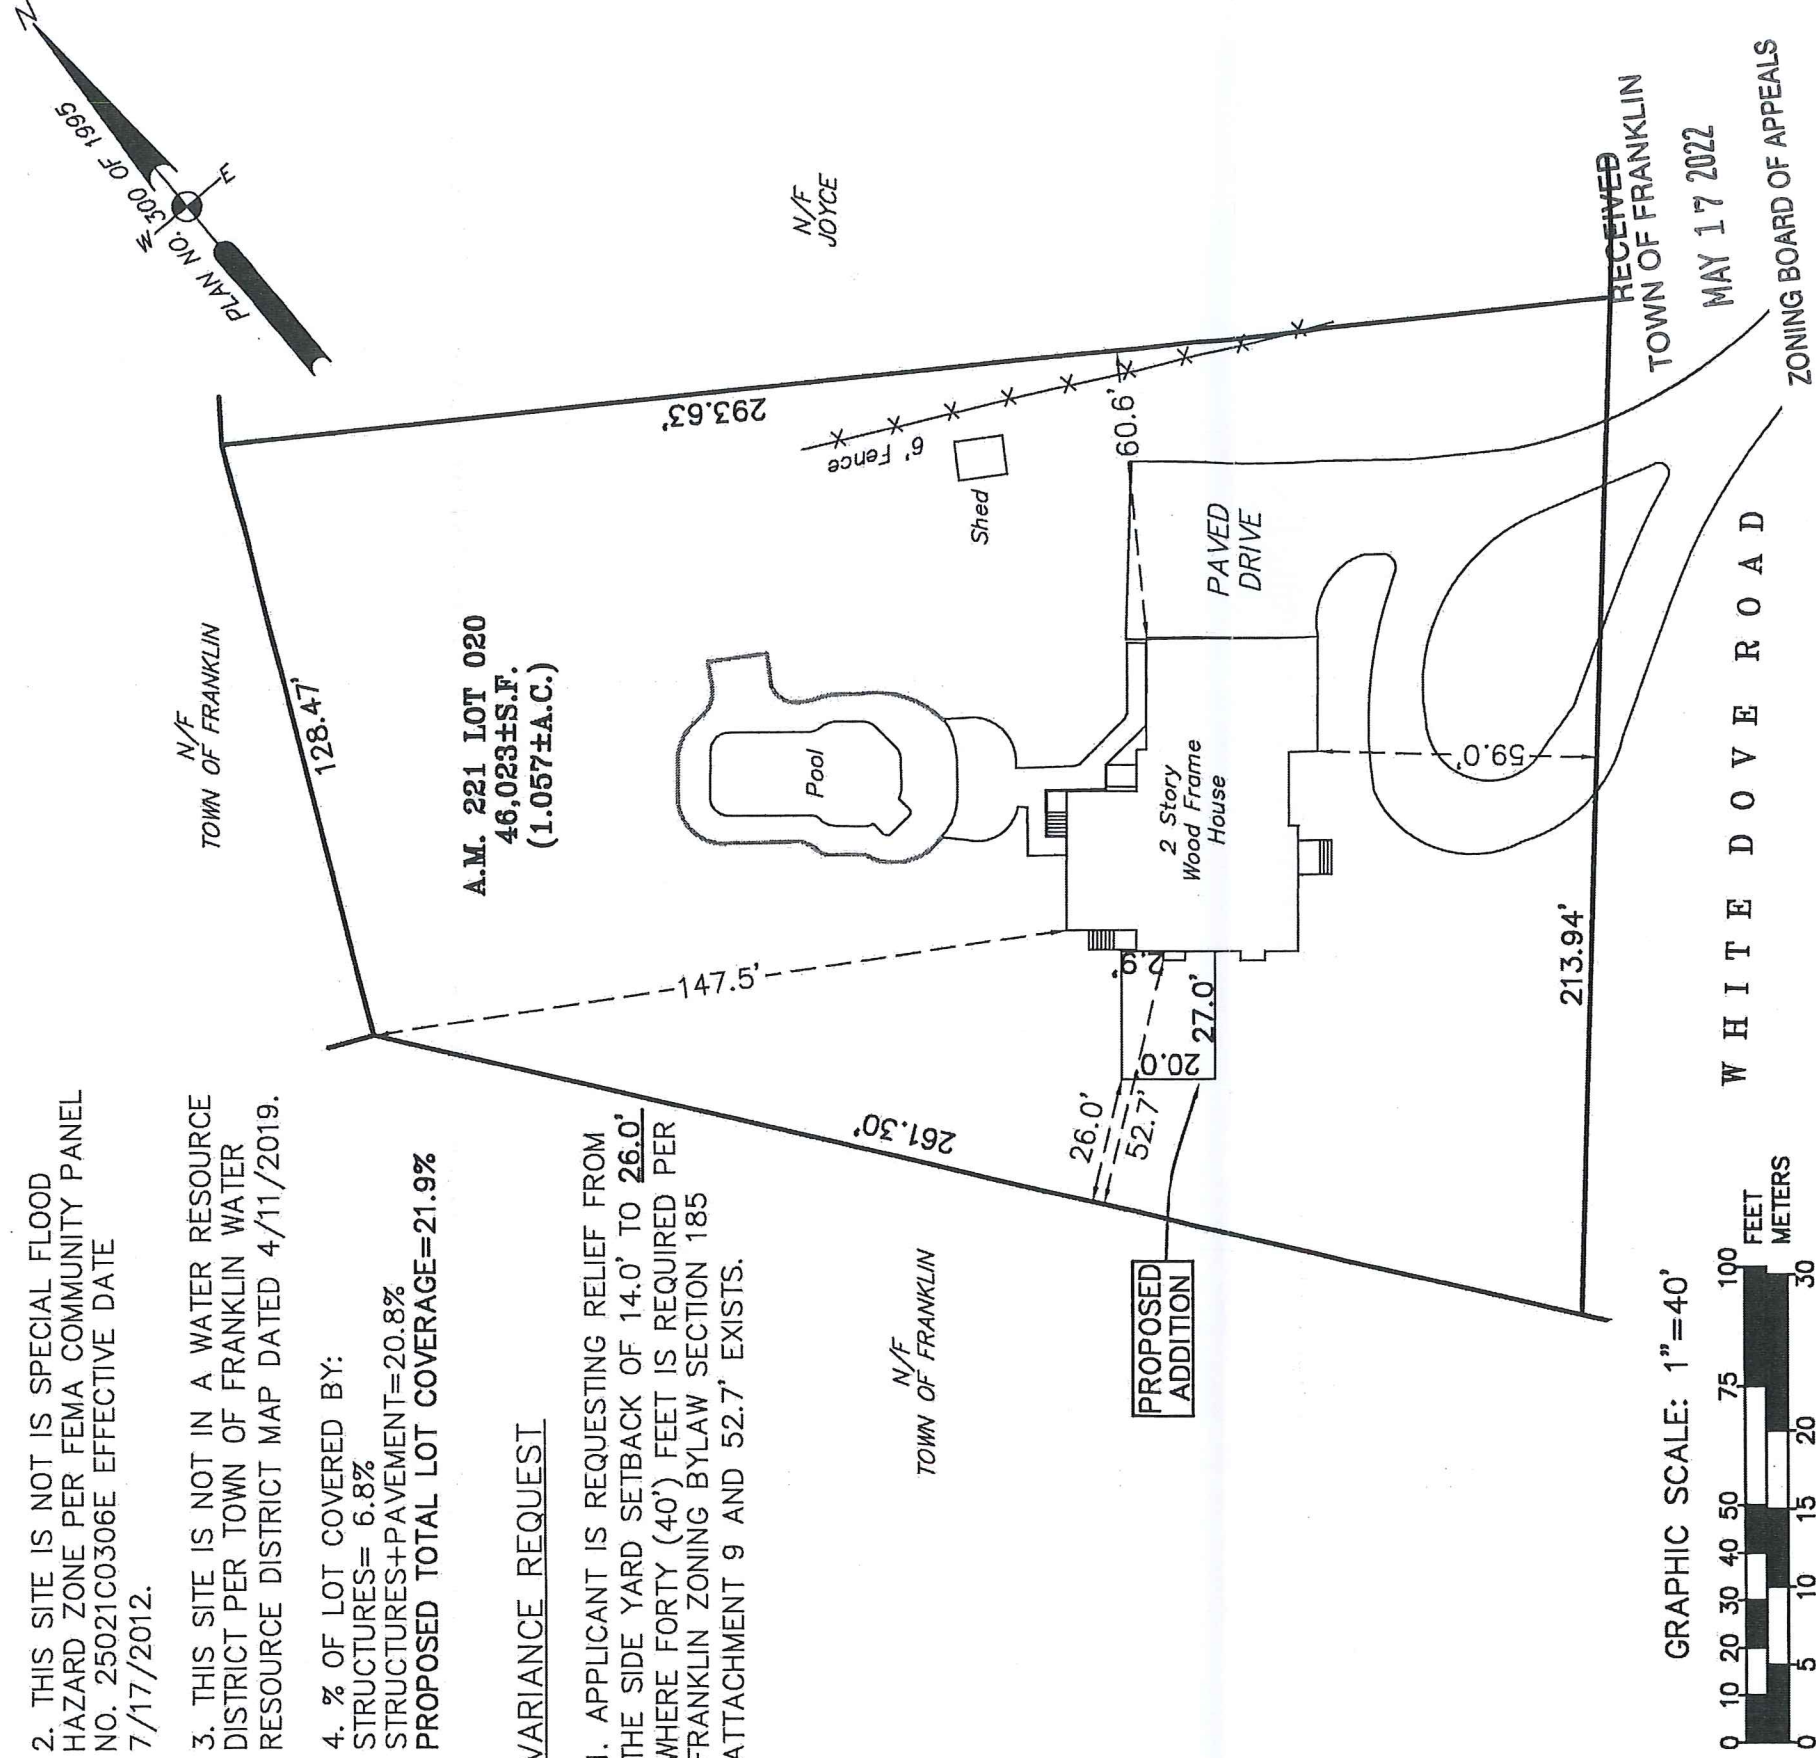 2. THIS SITE IS NOT IS SPECIAL FLOOD
HAZARD ZONE PER FEMA COMMUNITY PANEL
NO. 25021C0306E EFFECTIVE DATE
7/17/2012.
3. THIS SITE IS NOT IN A WATER RESOURCE
DISTRICT PER TOWN OF FRANKLIN WATER
RESOURCE DISTRICT MAP DATED 4/11/2019.
4. % OF LOT COVERED BY:
STRUCTURES= 6.8%
STRUCTURES+PAVEMENT=20.8%
PROPOSED TOTAL LOT COVERAGE=21.9%
VARIANCE REQUEST
1. APPLICANT IS REQUESTING RELIEF FROM
THE SIDE YARD SETBACK OF 14.0' TO 26.0'
WHERE FORTY (40') FEET IS REQUIRED PER
FRANKLIN ZONING BYLAW SECTION 185
ATTACHMENT 9 AND 52.7' EXISTS.
N
W
E
PLAN NO. 300 OF 1995
N/F
TOWN OF FRANKLIN
128.47'
A.M. 221 LOT 020
46,023±S.F.
(1.057±A.C.)
293.63'
N/F
JOYCE
6' Fence
Shed
Pool
60.6'
147.5'
261.30'
PAVED
DRIVE
2 Story
Wood Frame
House
59.0'
2.9'
27.0'
20.0
26.0'
52.7'
N/F
TOWN OF FRANKLIN
PROPOSED
ADDITION
213.94'
WHITE DOVE ROAD
RECEIVED
TOWN OF FRANKLIN
MAY 17 2022
ZONING BOARD OF APPEALS
GRAPHIC SCALE: 1"=40'
0 10 20 30 40 50 75 100 FEET
METERS
0 5 10 15 20 30